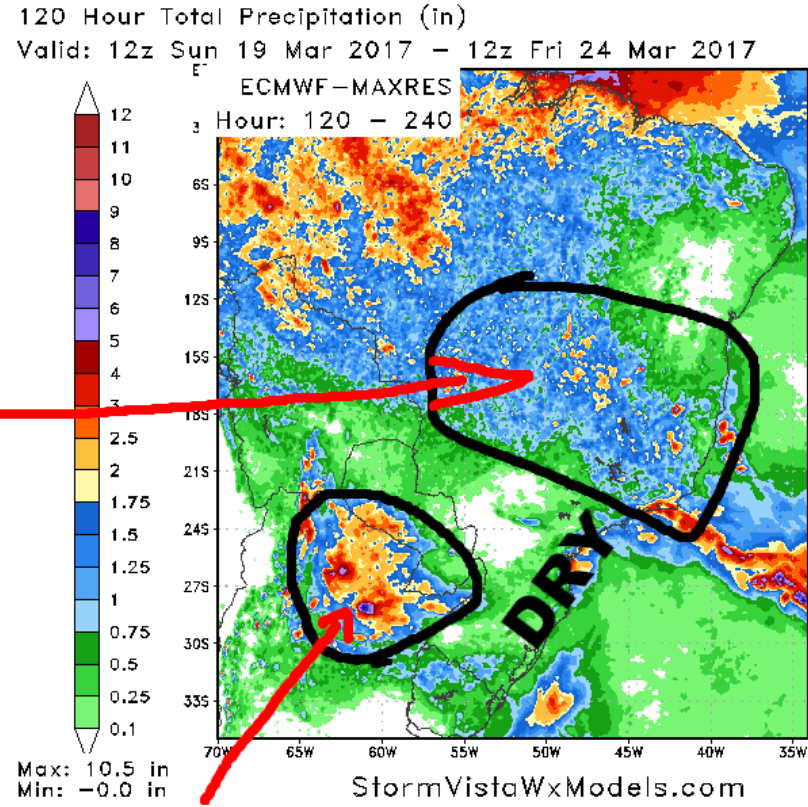 120 Hour Total Precipitation (in)
Valid: 12z Sun 19 Mar 2017 – 12z Fri 24 Mar 2017
ECMWF–MAXRES
Hour: 120 – 240
12
11
10
9
8
7
6
5
4
3
2.5
2
1.75
1.5
1.25
1
0.75
0.5
0.25
0.1
E
3
6S
9S
12S
15S
18S
21S
24S
27S
30S
33S
DRY
70W 65W 60W 55W 50W 45W 40W 35W
Max: 10.5 in
Min: –0.0 in
StormVistaWxModels.com